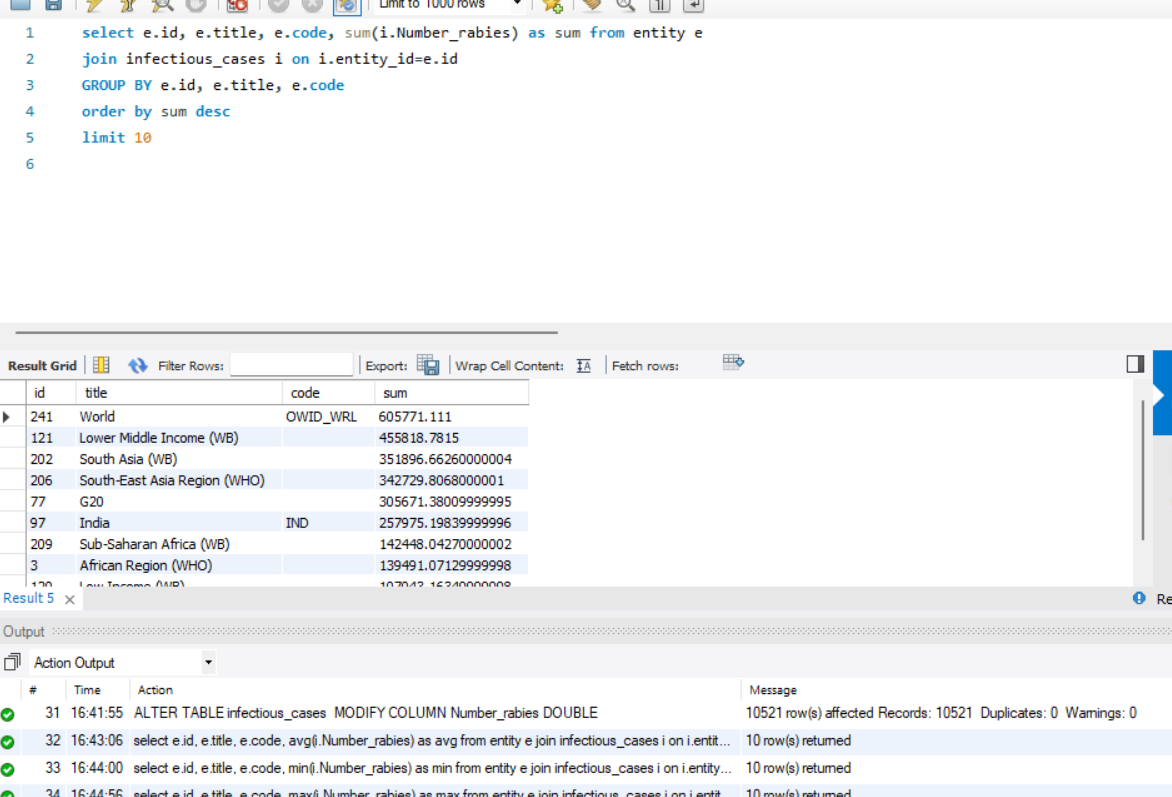 Limit to 1000 rows
1 select e.id, e.title, e.code, sum(i.Number_rabies) as sum from entity e
2 join infectious_cases i on i.entity_id=e.id
3 GROUP BY e.id, e.title, e.code
4 order by sum desc
5 limit 10
6
Result Grid Filter Rows: Export: Wrap Cell Content: Fetch rows:
id title code sum
241 World OWID_WRL 605771.111
121 Lower Middle Income (WB) 455818.7815
202 South Asia (WB) 351896.66260000004
206 South-East Asia Region (WHO) 342729.8068000001
77 G20 305671.38009999995
97 India IND 257975.19839999996
209 Sub-Saharan Africa (WB) 142448.04270000002
3 African Region (WHO) 139491.07129999998
Low Income (WB)
Result 5 Re
Output
Action Output
# Time Action Message
31 16:41:55 ALTER TABLE infectious_cases MODIFY COLUMN Number_rabies DOUBLE 10521 row(s) affected Records: 10521 Duplicates: 0 Warnings: 0
32 16:43:06 select e.id, e.title, e.code, avg(i.Number_rabies) as avg from entity e join infectious_cases i on i.entit... 10 row(s) returned
33 16:44:00 select e.id, e.title, e.code, min(i.Number_rabies) as min from entity e join infectious_cases i on i.entity... 10 row(s) returned
34 16:44:56 select e.id, e.title, e.code, max(i.Number_rabies) as max from entity e join infectious_cases i on i.entit... 10 row(s) returned